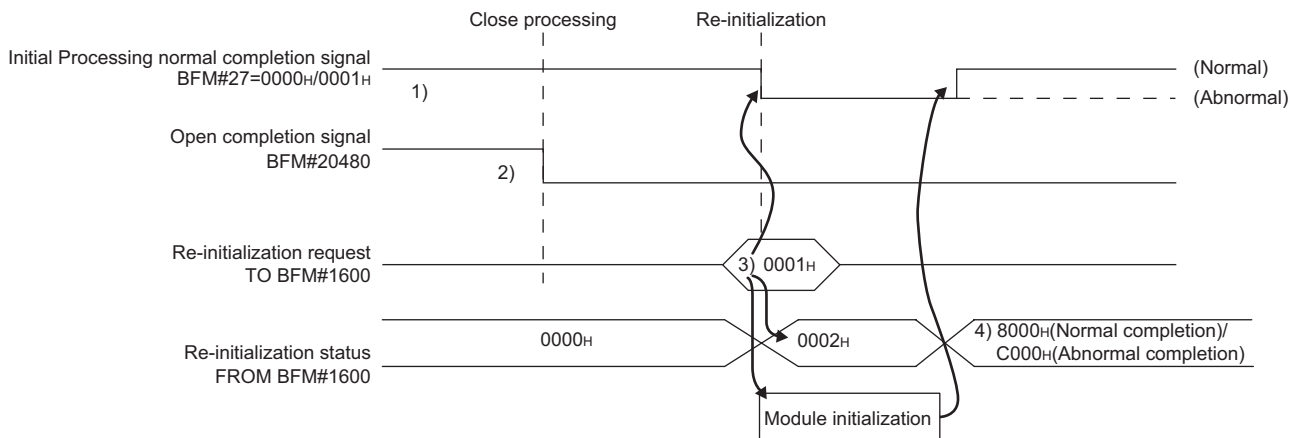 Close processing
Re-initialization
Initial Processing normal completion signal
BFM#27=0000H/0001H
1)
(Normal)
(Abnormal)
Open completion signal
BFM#20480
2)
Re-initialization request
TO BFM#1600
3) 0001H
Re-initialization status
FROM BFM#1600
0000H
0002H
4) 8000H(Normal completion)/
C000H(Abnormal completion)
Module initialization